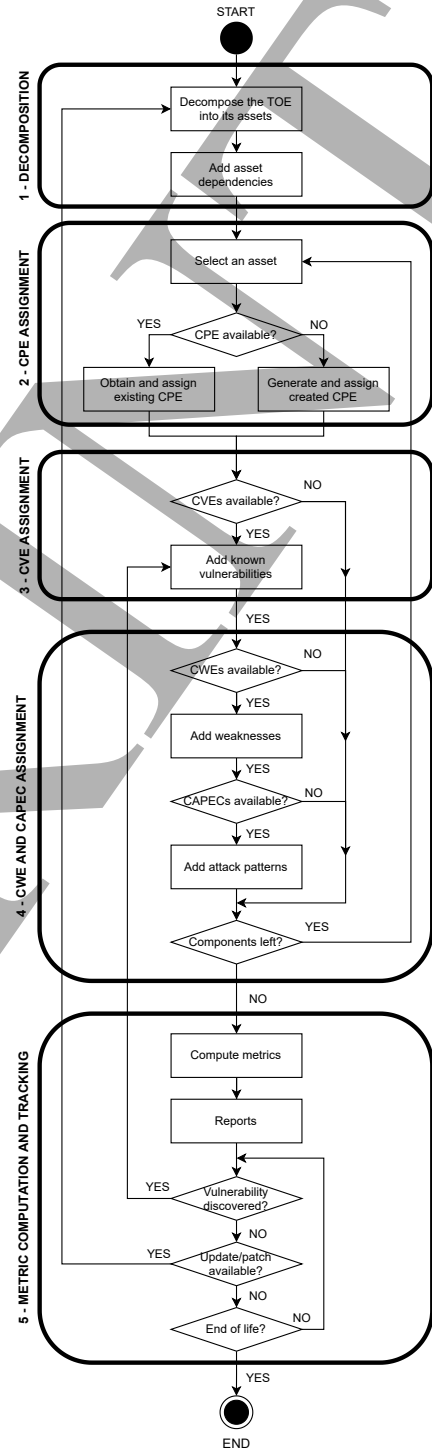 START
1 - DECOMPOSITION
Decompose the TOE
into its assets
Add asset
dependencies
2 - CPE ASSIGNMENT
Select an asset
YES
CPE available?
NO
Obtain and assign
existing CPE
Generate and assign
created CPE
3 - CVE ASSIGNMENT
CVEs available?
NO
YES
Add known
vulnerabilities
YES
4 - CWE AND CAPEC ASSIGNMENT
CWEs available?
NO
YES
Add weaknesses
YES
CAPECs available?
NO
YES
Add attack patterns
Components left?
YES
NO
5 - METRIC COMPUTATION AND TRACKING
Compute metrics
Reports
YES
Vulnerability
discovered?
NO
YES
Update/patch
available?
NO
End of life?
NO
YES
END